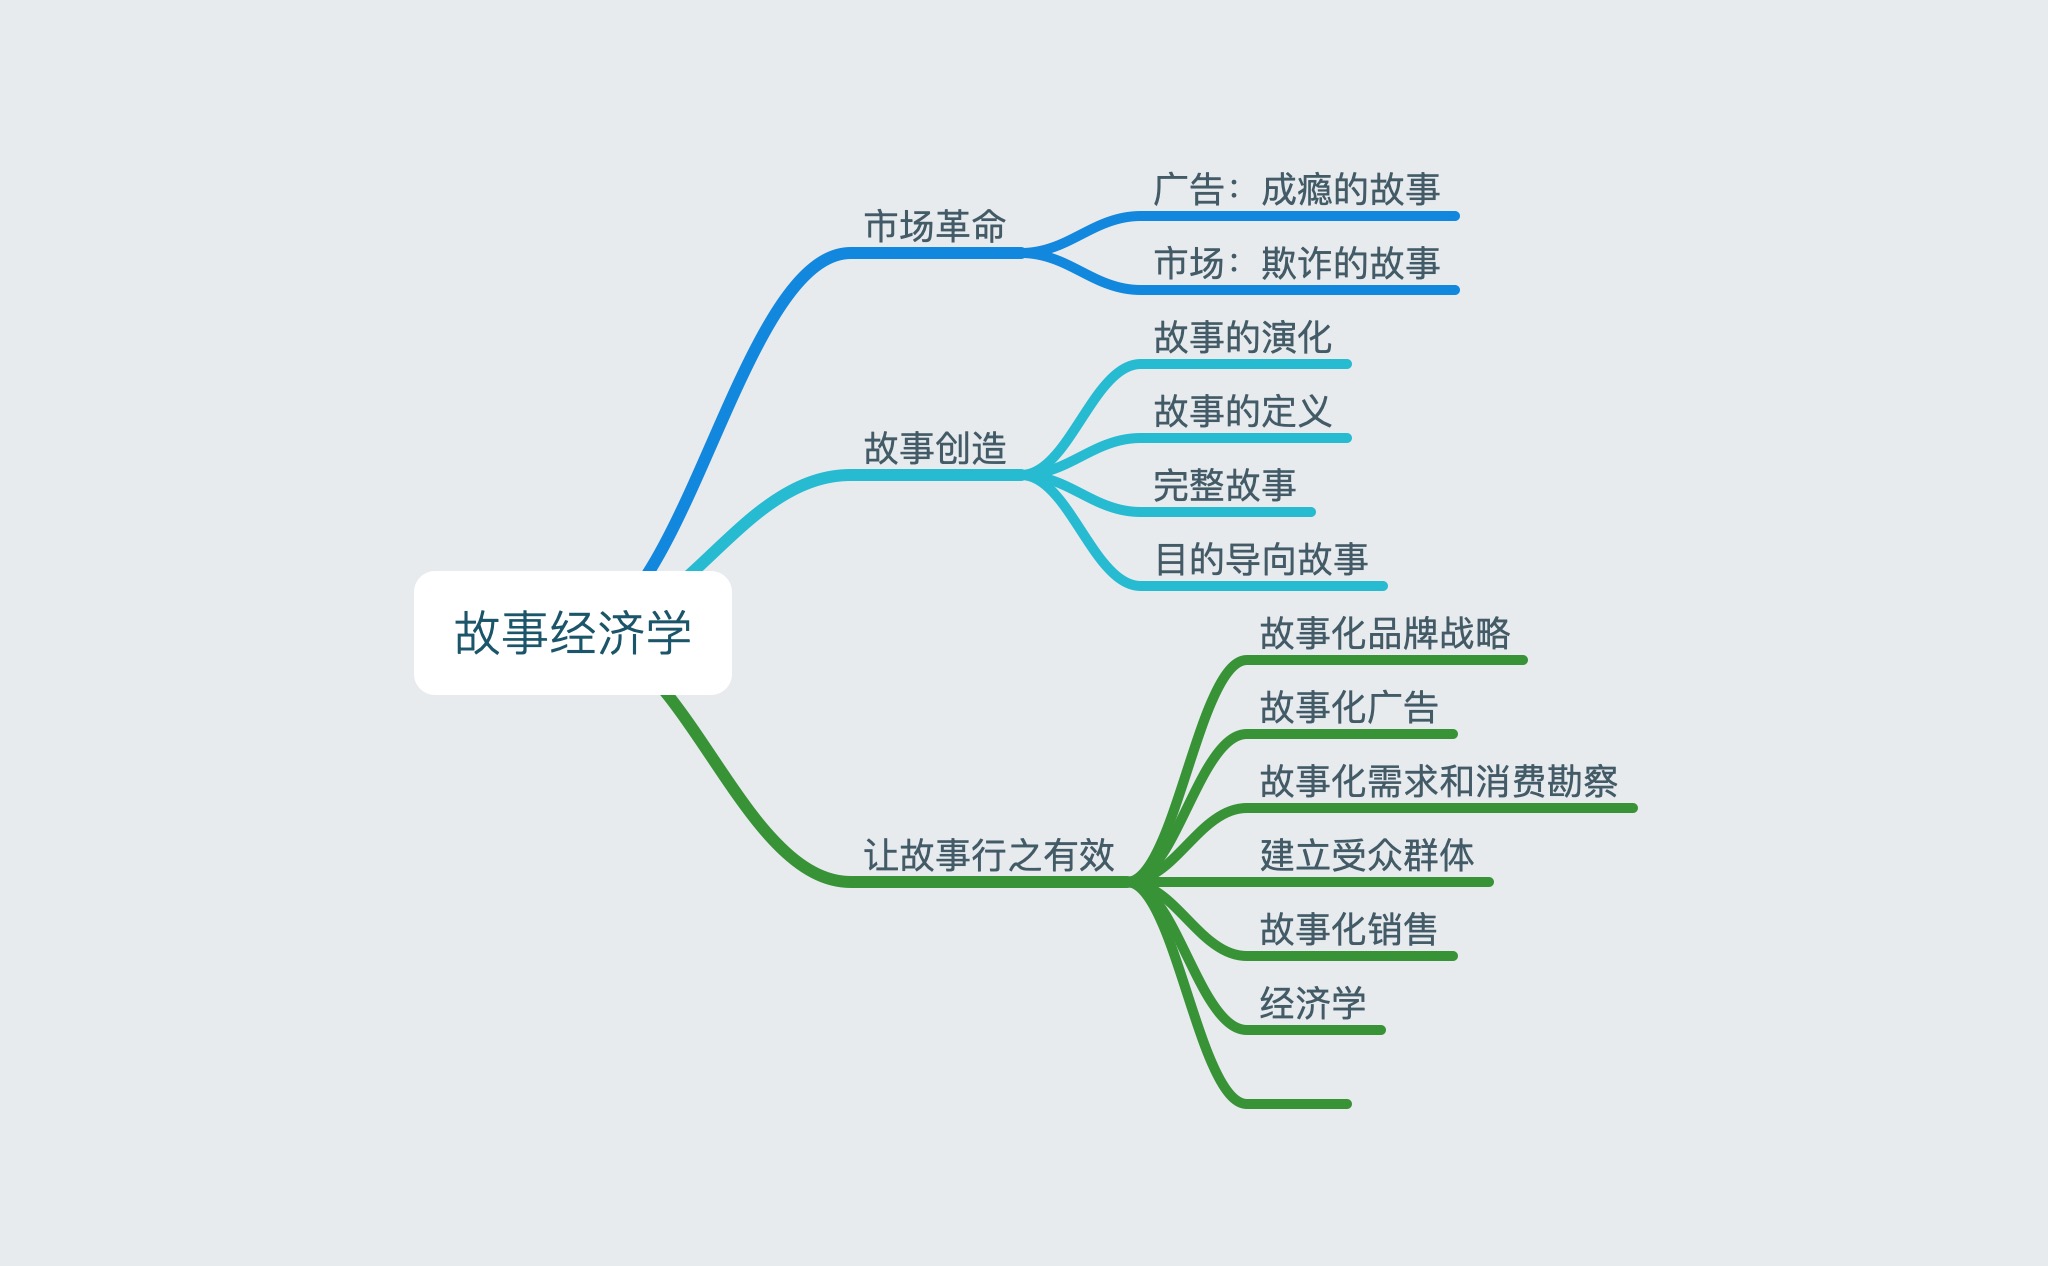 故事经济学
市场革命
广告：成瘾的故事
市场：欺诈的故事
故事创造
故事的演化
故事的定义
完整故事
目的导向故事
让故事行之有效
故事化品牌战略
故事化广告
故事化需求和消费勘察
建立受众群体
故事化销售
经济学